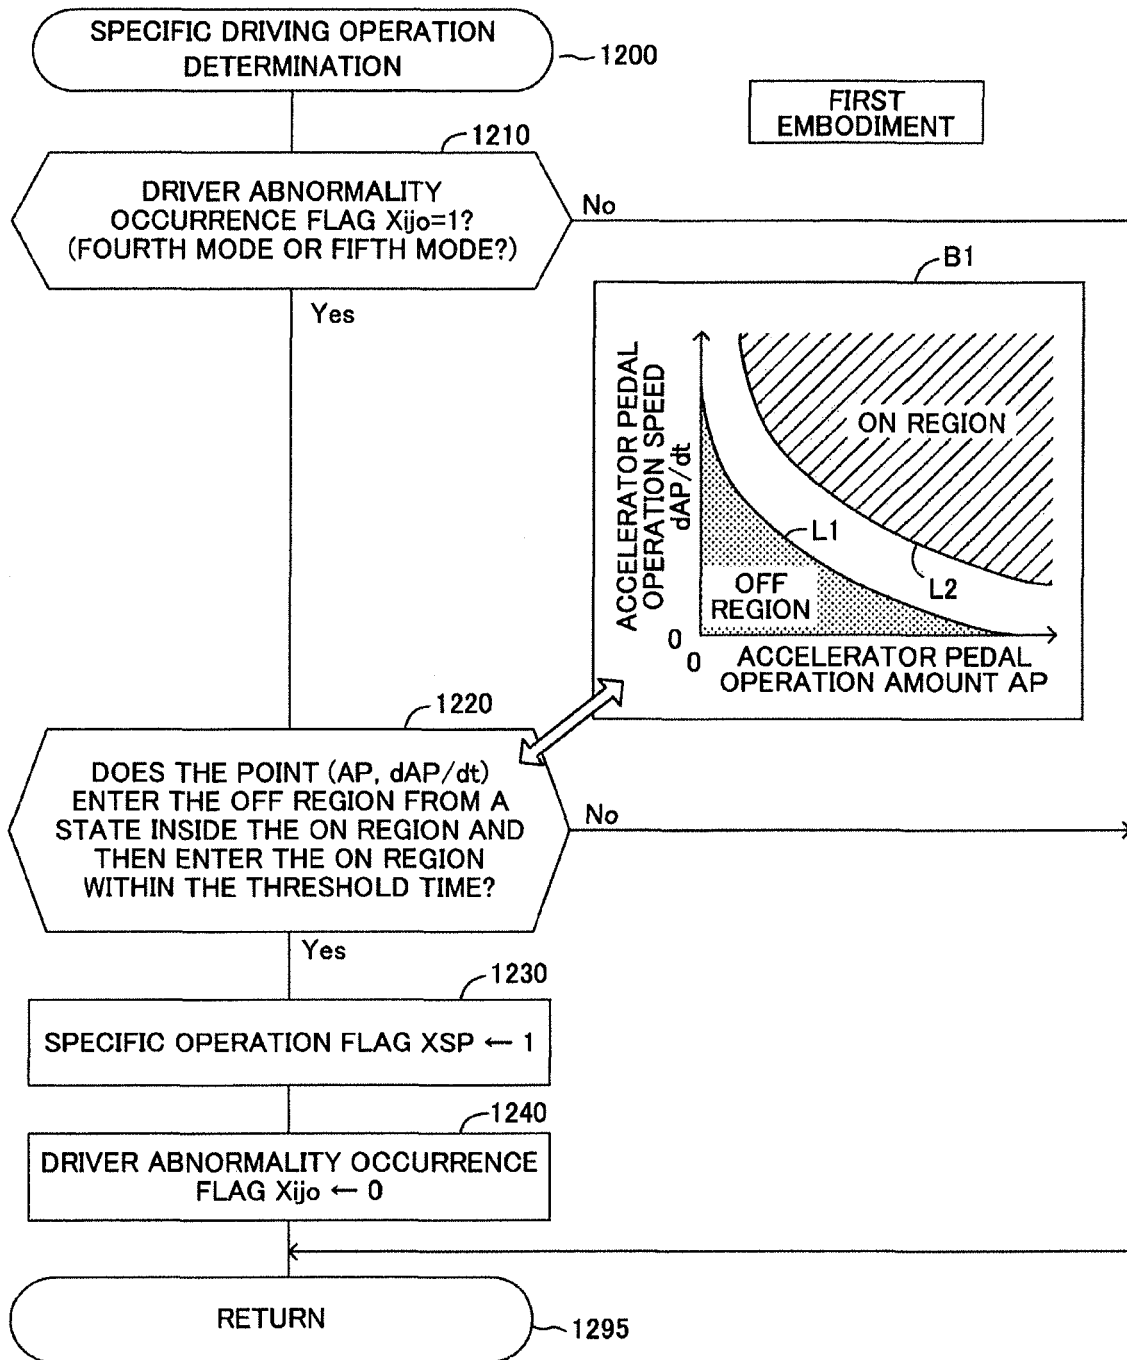 SPECIFIC DRIVING OPERATION
DETERMINATION
1200
FIRST
EMBODIMENT
1210
DRIVER ABNORMALITY
OCCURRENCE FLAG Xijo=1?
(FOURTH MODE OR FIFTH MODE?)
No
Yes
B1
ACCELERATOR PEDAL
OPERATION SPEED
dAP/dt
ON REGION
L1
L2
OFF
REGION
0
0
ACCELERATOR PEDAL
OPERATION AMOUNT AP
1220
DOES THE POINT (AP, dAP/dt)
ENTER THE OFF REGION FROM A
STATE INSIDE THE ON REGION AND
THEN ENTER THE ON REGION
WITHIN THE THRESHOLD TIME?
No
Yes
1230
SPECIFIC OPERATION FLAG XSP ← 1
1240
DRIVER ABNORMALITY OCCURRENCE
FLAG Xijo ← 0
RETURN
1295